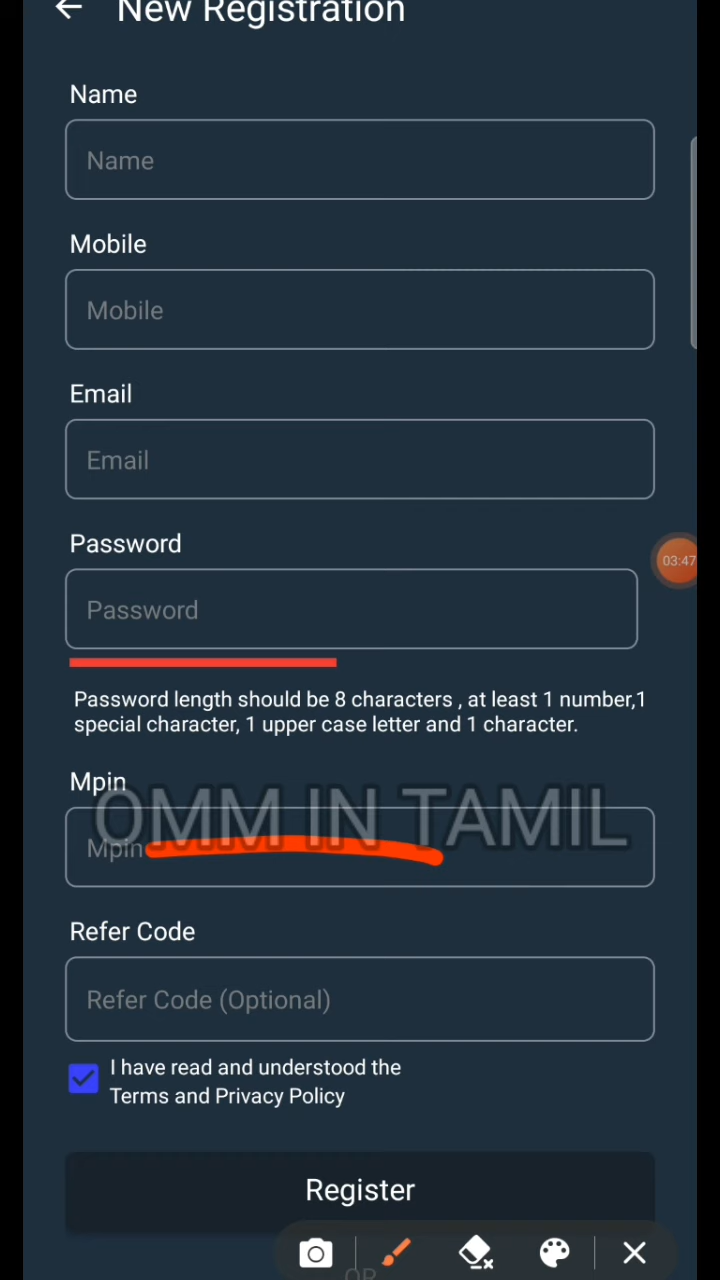 New Registration
Name
Name
Mobile
Mobile
Email
Email
Password
Password
03:47
Password length should be 8 characters , at least 1 number,1
special character, 1 upper case letter and 1 character.
Mpin
OMM IN TAMIL
Mpin
Refer Code
Refer Code (Optional)
I have read and understood the
Terms and Privacy Policy
Register
OR